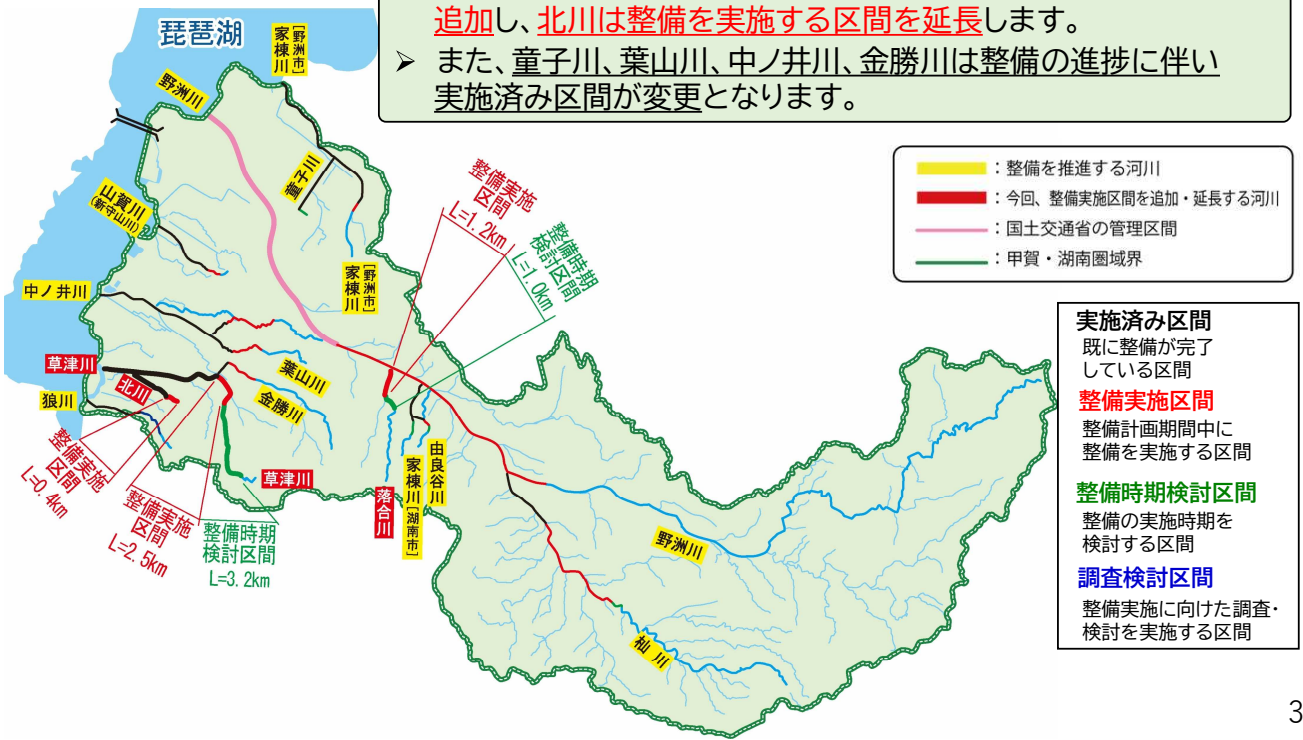 追加し、北川は整備を実施する区間を延長します。
➢ また、童子川、葉山川、中ノ井川、金勝川は整備の進捗に伴い
実施済み区間が変更となります。
琵琶湖
家棟川
[野洲市]
野洲川
童子川
山賀川
(新守山川)
家棟川
[野洲市]
中ノ井川
草津川
北川
狼川
葉山川
金勝川
整備実施
区間
L=1.2km
整備時期
検討区間
L=1.0km
整備実施
区間
L=0.4km
整備実施
区間
L=2.5km
整備時期
検討区間
L=3.2km
草津川
落合川
家棟川[湖南市]
由良谷川
野洲川
杣川
:整備を推進する河川
:今回、整備実施区間を追加・延長する河川
:国土交通省の管理区間
:甲賀・湖南圏域界
実施済み区間
既に整備が完了
している区間
整備実施区間
整備計画期間中に
整備を実施する区間
整備時期検討区間
整備の実施時期を
検討する区間
調査検討区間
整備実施に向けた調査・
検討を実施する区間
3